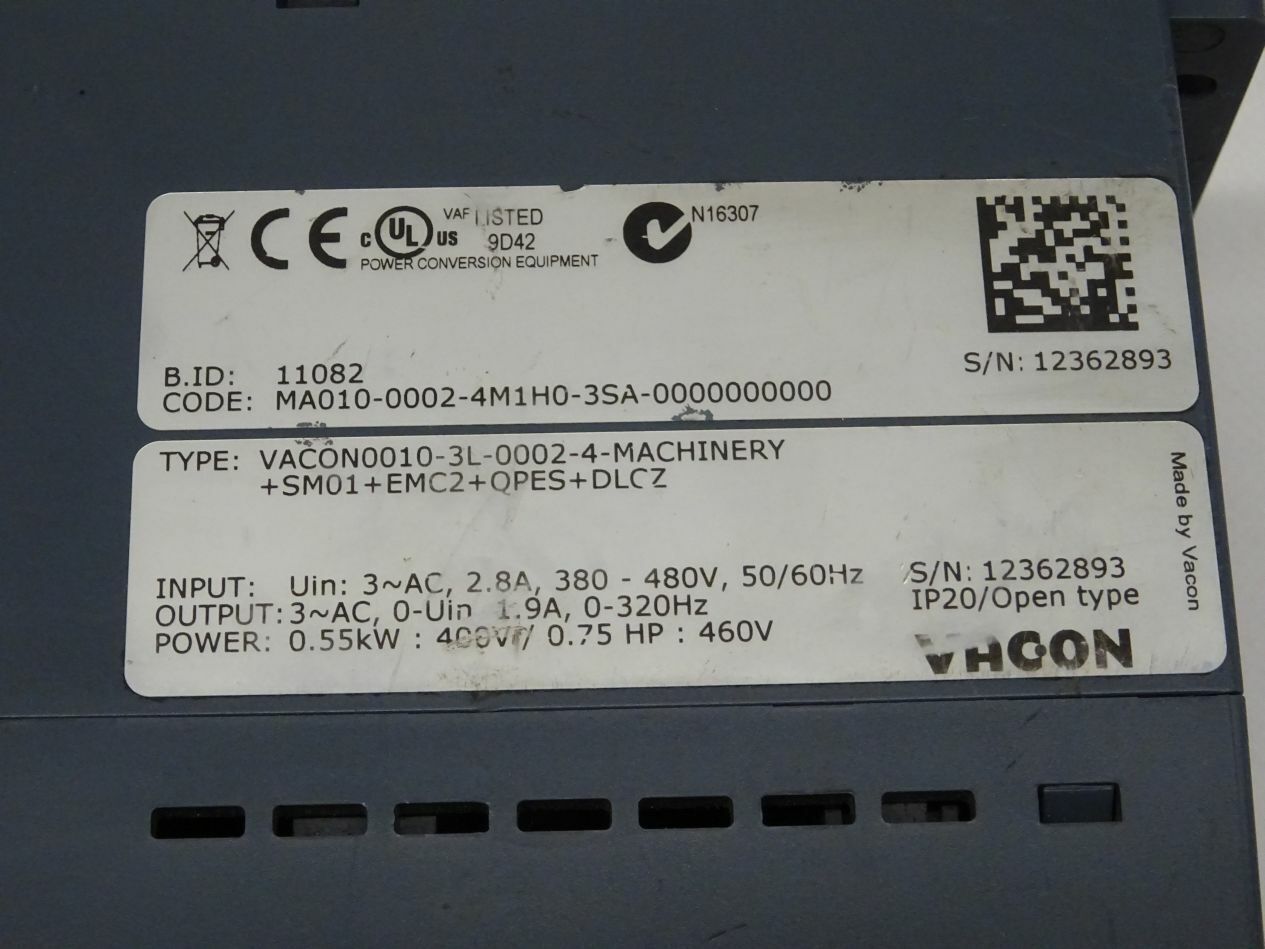 CE
c UL US
VAF LISTED
9D42
POWER CONVERSION EQUIPMENT
N16307
S/N: 12362893
B.ID: 11082
CODE: MA010-0002-4M1H0-3SA-0000000000
TYPE: VACON0010-3L-0002-4-MACHINERY
+SM01+EMC2+QPES+DLCZ
INPUT: Uin: 3~AC, 2.8A, 380 - 480V, 50/60Hz
OUTPUT: 3~AC, 0-Uin 1.9A, 0-320Hz
POWER: 0.55kW : 400V / 0.75 HP : 460V
S/N: 12362893
IP20/Open type
VACON
Made by Vacon